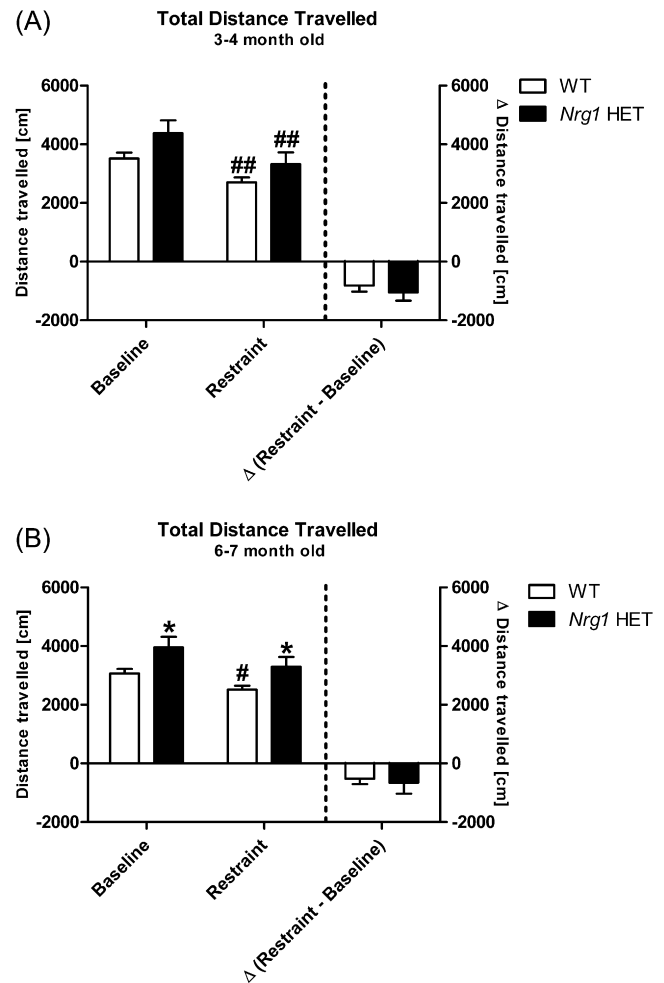 (A)
Total Distance Travelled
3-4 month old
6000
4000
2000
0
-2000
Distance travelled [cm]
##
##
6000
4000
2000
0
-2000
Δ Distance travelled [cm]
WT
Nrg1 HET
Baseline
Restraint
Δ (Restraint - Baseline)
(B)
Total Distance Travelled
6-7 month old
6000
4000
2000
0
-2000
Distance travelled [cm]
*
#
*
6000
4000
2000
0
-2000
Δ Distance travelled [cm]
WT
Nrg1 HET
Baseline
Restraint
Δ (Restraint - Baseline)